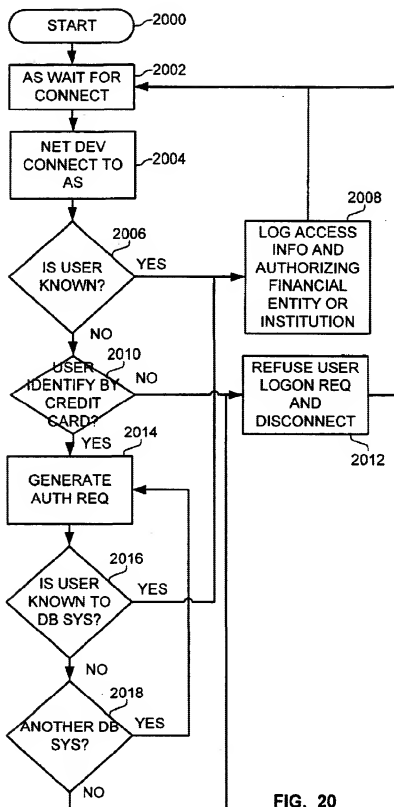 START
2000
AS WAIT FOR
CONNECT
2002
NET DEV
CONNECT TO
AS
2004
2006
IS USER
KNOWN?
YES
NO
2008
LOG ACCESS
INFO AND
AUTHORIZING
FINANCIAL
ENTITY OR
INSTITUTION
2010
USER
IDENTIFY BY
CREDIT
CARD?
NO
YES
REFUSE USER
LOGON REQ
AND
DISCONNECT
2012
2014
GENERATE
AUTH REQ
2016
IS USER
KNOWN TO
DB SYS?
YES
NO
2018
ANOTHER DB
SYS?
YES
NO
FIG. 20